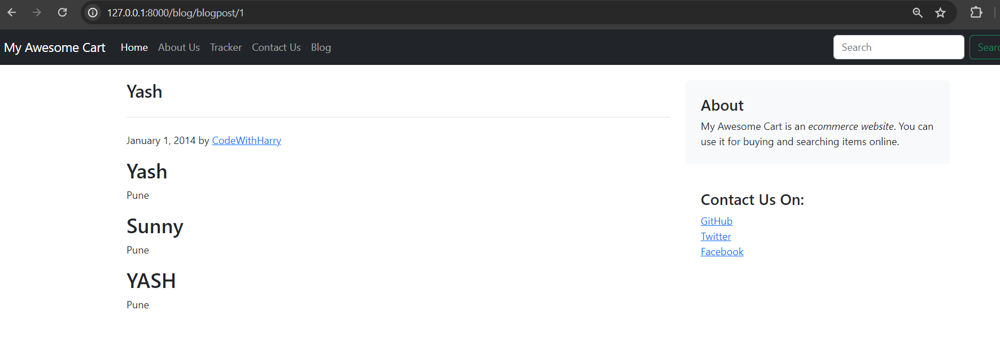 127.0.0.1:8000/blog/blogpost/1
My Awesome Cart Home About Us Tracker Contact Us Blog Search
Yash
January 1, 2014 by CodeWithHarry
Yash
Pune
Sunny
Pune
YASH
Pune
About
My Awesome Cart is an ecommerce website. You can
use it for buying and searching items online.
Contact Us On:
GitHub
Twitter
Facebook